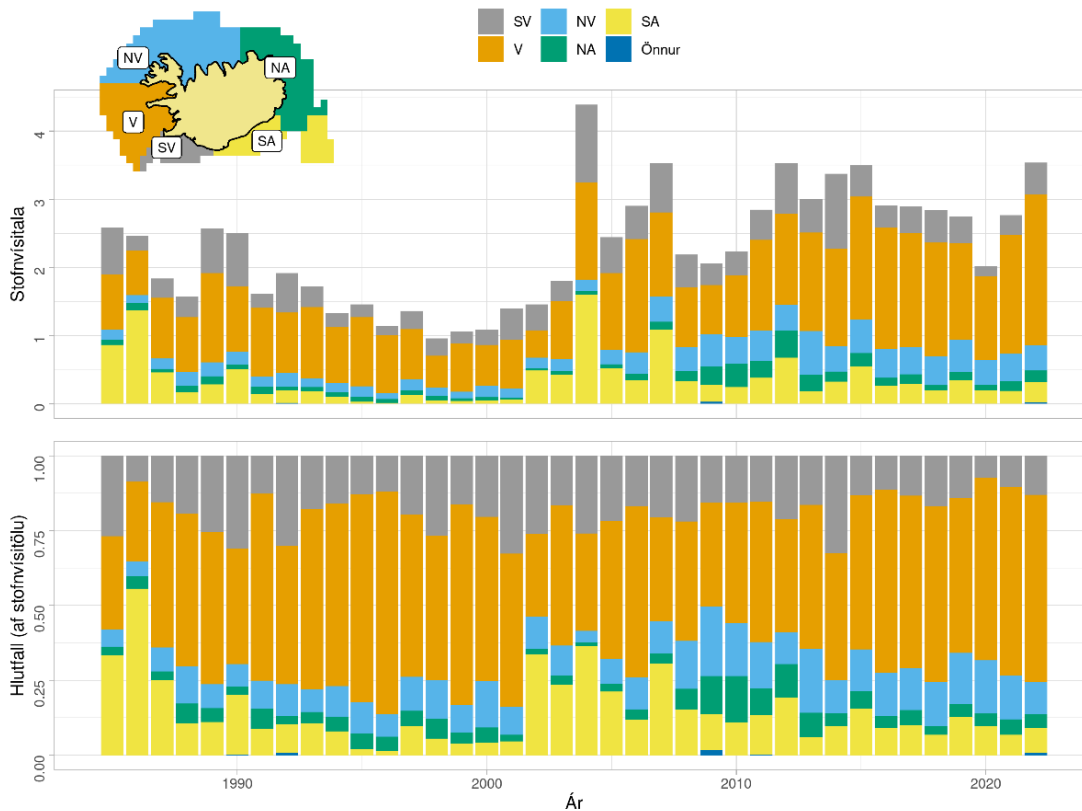 SV NV SA
V NA Önnur
NV
NA
V
SV
SA
Stofnvísitala
4
3
2
1
0
Hlutfall (af stofnvísitölu)
1.00
0.75
0.50
0.25
0.00
1990 2000 2010 2020
Ár